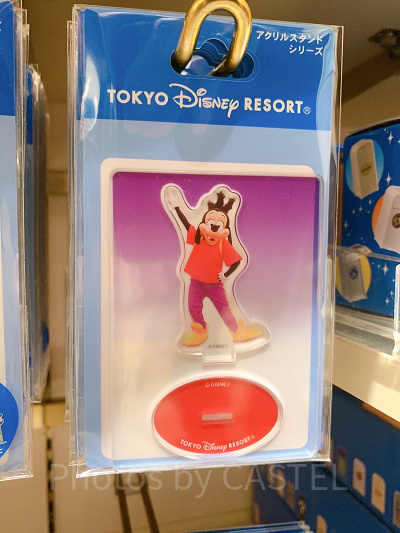 アクリルスタンド
シリーズ
TOKYO DISNEY RESORT®
© DISNEY
© DISNEY
TOKYO DISNEY RESORT®
Photos by CASTEL